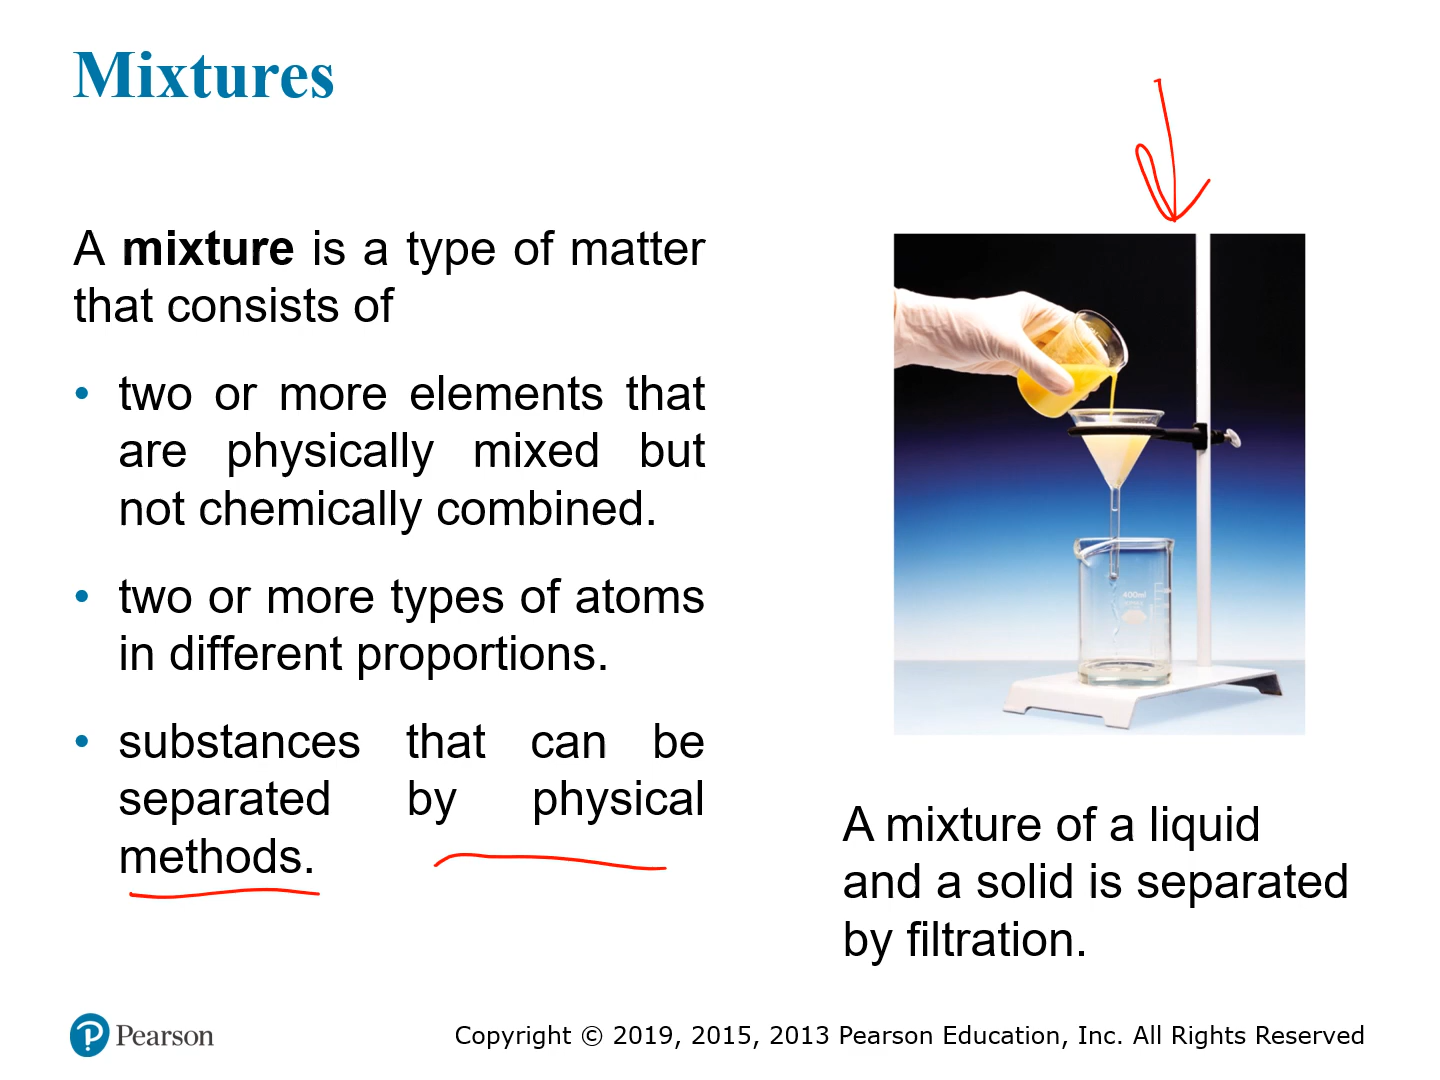 Mixtures
A mixture is a type of matter
that consists of
• two or more elements that
are physically mixed but
not chemically combined.
• two or more types of atoms
in different proportions.
• substances that can be
separated by physical
methods.
400ml
A mixture of a liquid
and a solid is separated
by filtration.
Pearson
Copyright © 2019, 2015, 2013 Pearson Education, Inc. All Rights Reserved